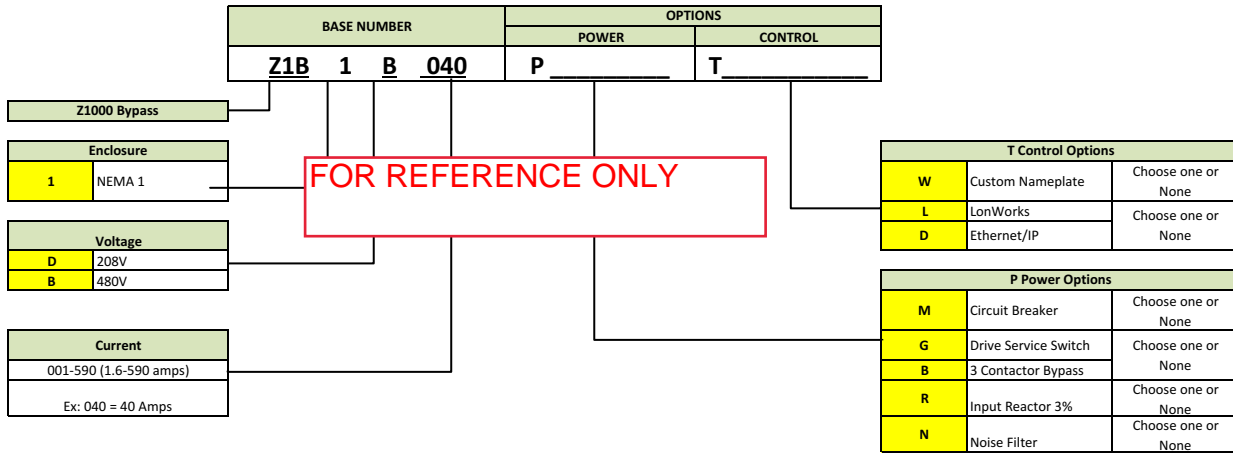 BASE NUMBER
OPTIONS
POWER
CONTROL
Z1B 1 B 040
P __________
T____________
Z1000 Bypass
Enclosure
1 NEMA 1
Voltage
D 208V
B 480V
Current
001-590 (1.6-590 amps)
Ex: 040 = 40 Amps
FOR REFERENCE ONLY
T Control Options
W Custom Nameplate Choose one or
None
L LonWorks Choose one or
D Ethernet/IP None
P Power Options
M Circuit Breaker Choose one or
None
G Drive Service Switch Choose one or
B 3 Contactor Bypass None
R Input Reactor 3% Choose one or
None
N Noise Filter Choose one or
None